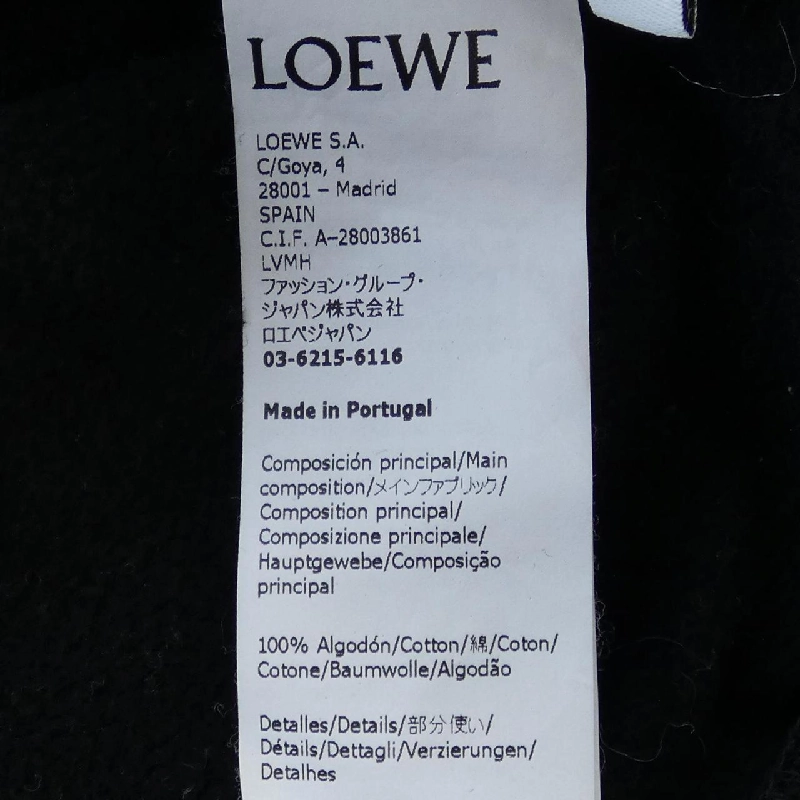 LOEWE
LOEWE S.A.
C/Goya, 4
28001 – Madrid
SPAIN
C.I.F. A-28003861
LVMH
ファッション・グループ・
ジャパン株式会社
ロエベジャパン
03-6215-6116
Made in Portugal
Composición principal/Main
composition/メインファブリック/
Composition principal/
Composizione principale/
Hauptgewebe/Composição
principal
100% Algodón/Cotton/綿/Coton/
Cotone/Baumwolle/Algodão
Detalles/Details/部分使い/
Détails/Dettagli/Verzierungen/
Detalhes